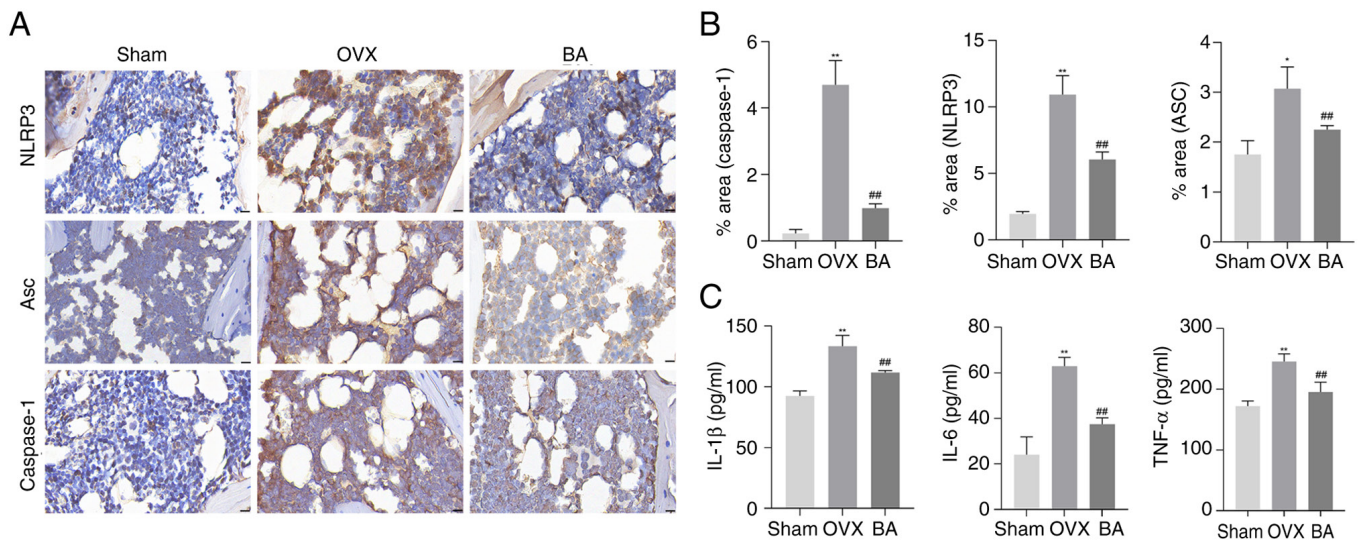 A
Sham OVX BA
NLRP3
Asc
Caspase-1
B
% area (caspase-1)
6
4
2
0
**
##
Sham OVX BA
% area (NLRP3)
15
10
5
0
**
##
Sham OVX BA
% area (ASC)
4
3
2
1
0
*
##
Sham OVX BA
C
IL-1β (pg/ml)
150
100
50
0
**
##
Sham OVX BA
IL-6 (pg/ml)
80
60
40
20
0
**
##
Sham OVX BA
TNF-α (pg/ml)
300
200
100
0
**
##
Sham OVX BA